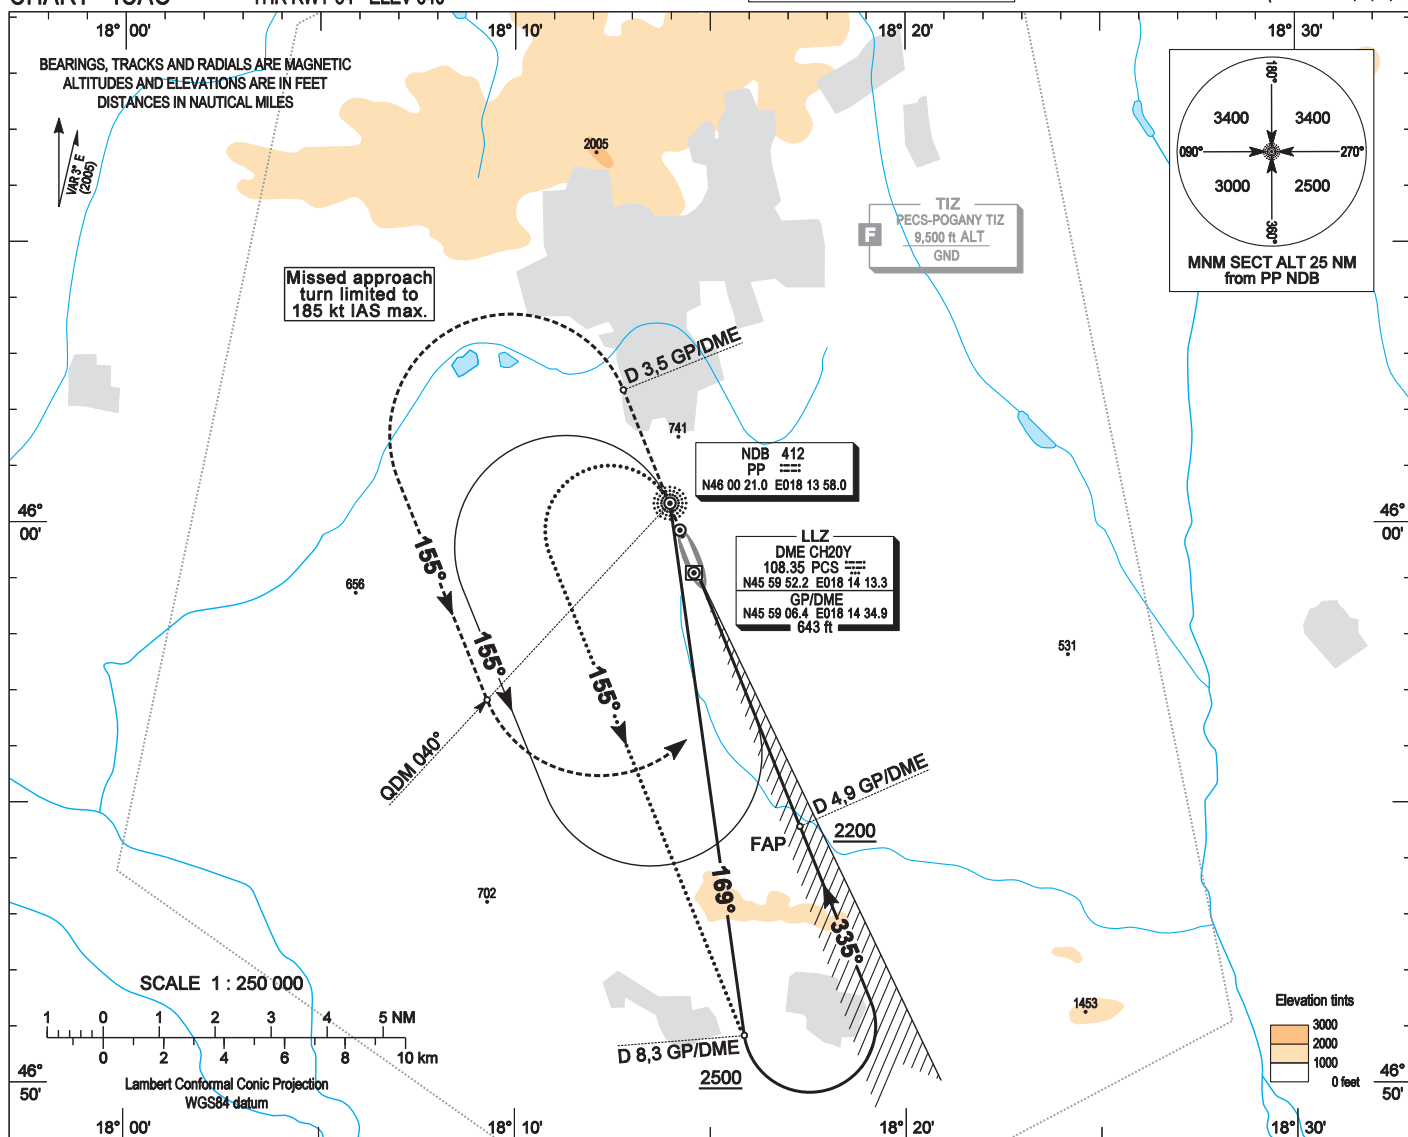 18° 00'
18° 10'
18° 20'
18° 30'
BEARINGS, TRACKS AND RADIALS ARE MAGNETIC
ALTITUDES AND ELEVATIONS ARE IN FEET
DISTANCES IN NAUTICAL MILES
VAR 3° E
(2005)
2005
180°
3400
3400
090°
270°
3000
2500
360°
MNM SECT ALT 25 NM
from PP NDB
TIZ
PECS-POGANY TIZ
F
9,500 ft ALT
GND
Missed approach
turn limited to
185 kt IAS max.
D 3,5 GP/DME
741
NDB 412
PP
N46 00 21.0 E018 13 58.0
46°
00'
46°
00'
LLZ
DME CH20Y
108.35 PCS
N45 59 52.2 E018 14 13.3
GP/DME
N45 59 06.4 E018 14 34.9
643 ft
155°
656
155°
155°
531
QDM 040°
D 4,9 GP/DME
2200
FAP
169°
335°
702
1453
SCALE 1 : 250 000
1 0 1 2 3 4 5 NM
0 2 4 6 8 10 km
Lambert Conformal Conic Projection
WGS84 datum
D 8,3 GP/DME
2500
Elevation tints
3000
2000
1000
0 feet
46°
50'
46°
50'
18° 00'
18° 10'
18° 20'
18° 30'